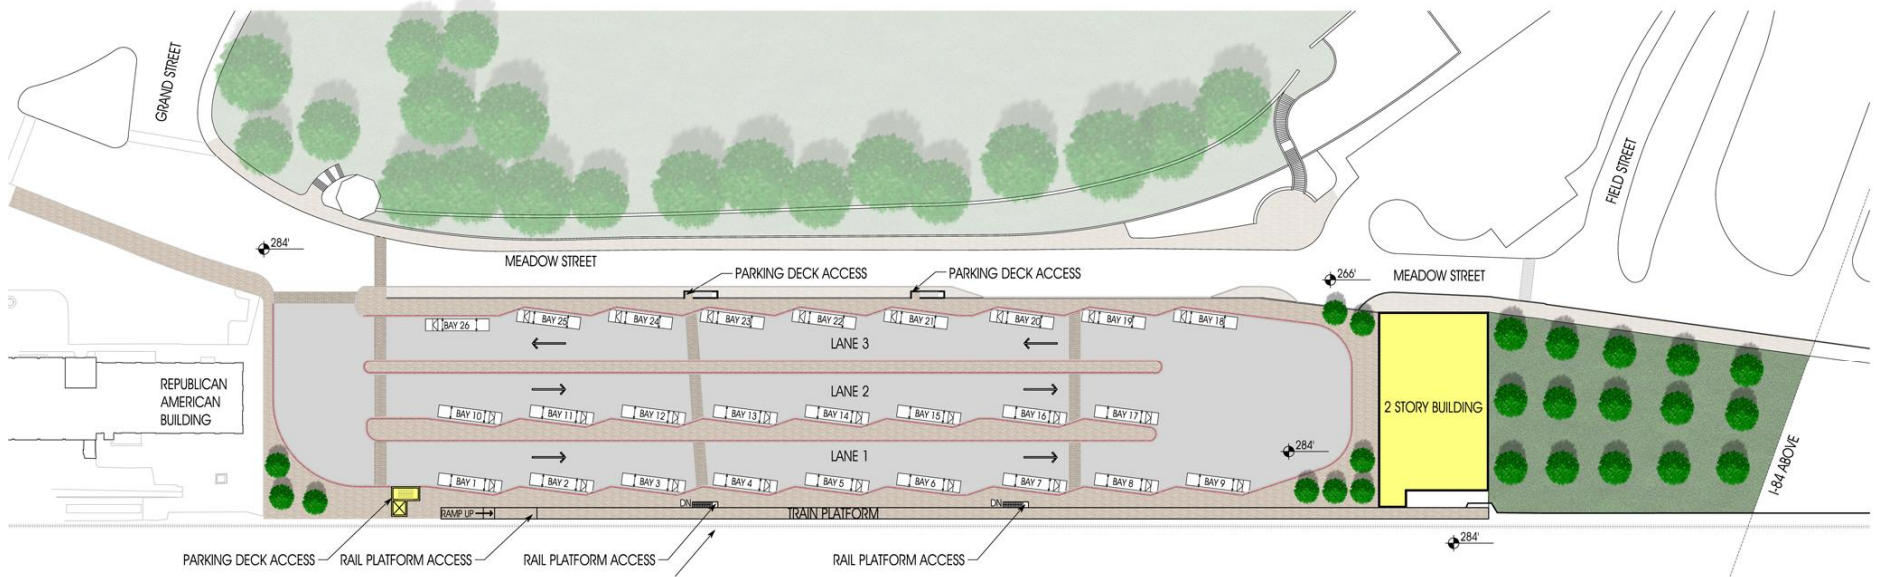 GRAND STREET
FIELD STREET
284'
MEADOW STREET
PARKING DECK ACCESS
PARKING DECK ACCESS
266'
MEADOW STREET
BAY 26
BAY 25
BAY 24
BAY 23
BAY 22
BAY 21
BAY 20
BAY 19
BAY 18
LANE 3
REPUBLICAN
AMERICAN
BUILDING
LANE 2
BAY 10
BAY 11
BAY 12
BAY 13
BAY 14
BAY 15
BAY 16
BAY 17
2 STORY BUILDING
LANE 1
284'
I-84 ABOVE
BAY 1
BAY 2
BAY 3
BAY 4
BAY 5
BAY 6
BAY 7
BAY 8
BAY 9
DN
DN
RAMP UP
TRAIN PLATFORM
284'
PARKING DECK ACCESS
RAIL PLATFORM ACCESS
RAIL PLATFORM ACCESS
RAIL PLATFORM ACCESS